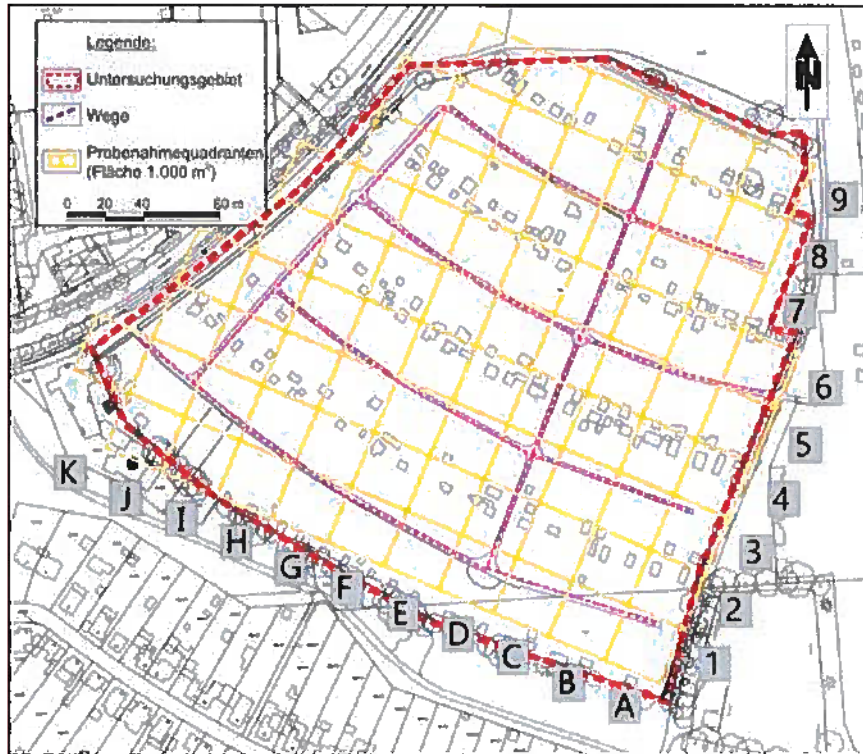 Legende:
Untersuchungsgebiet
Wege
Probenahmequadranten
(Fläche 1.000 m²)
0 20 40 60 m
N
9
8
7
6
5
4
3
2
1
K
J
I
H
G
F
E
D
C
B
A